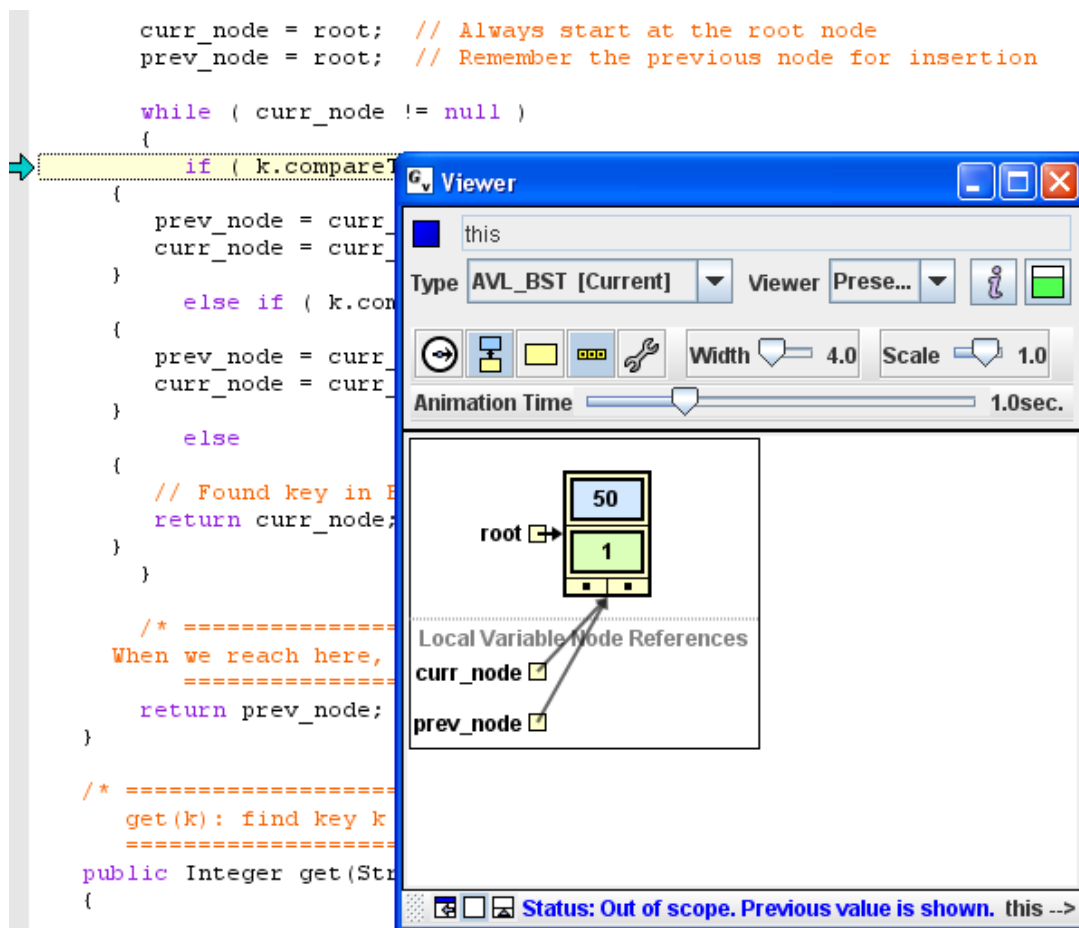 curr_node = root;  // Always start at the root node
prev_node = root;  // Remember the previous node for insertion
while ( curr_node != null )
{
if ( k.compareT
{
prev_node = curr_
curr_node = curr_
}
else if ( k.com
{
prev_node = curr_
curr_node = curr_
}
else
{
// Found key in B
return curr_node;
}
}
/* ===============
When we reach here,
===============
return prev_node;
}
/* ===================
get(k): find key k
===================
public Integer get(Str
{
Gv Viewer
this
Type AVL_BST [Current] Viewer Prese... i
Width 4.0 Scale 1.0
Animation Time 1.0sec.
50
root
1
Local Variable Node References
curr_node
prev_node
Status: Out of scope. Previous value is shown. this -->